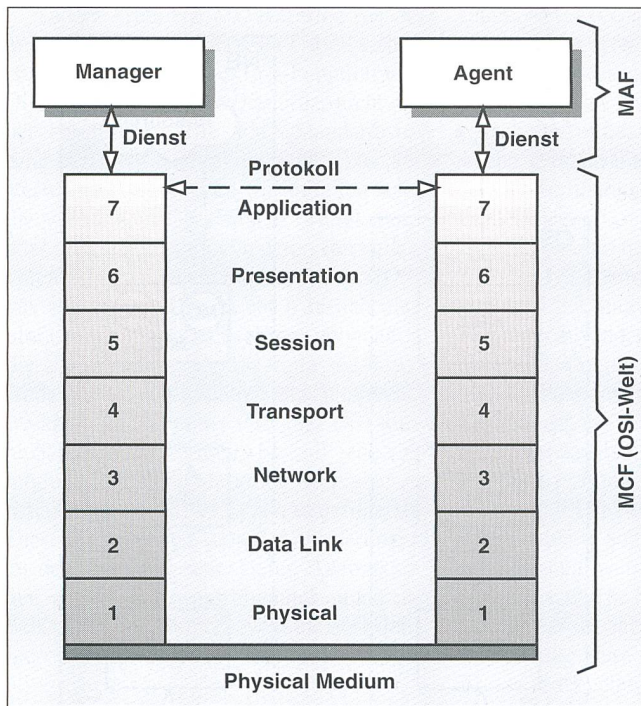 Manager
Agent
MAF
Dienst
Dienst
Protokoll
7
Application
7
6
Presentation
6
5
Session
5
4
Transport
4
3
Network
3
2
Data Link
2
1
Physical
1
MCF (OSI-Welt)
Physical Medium